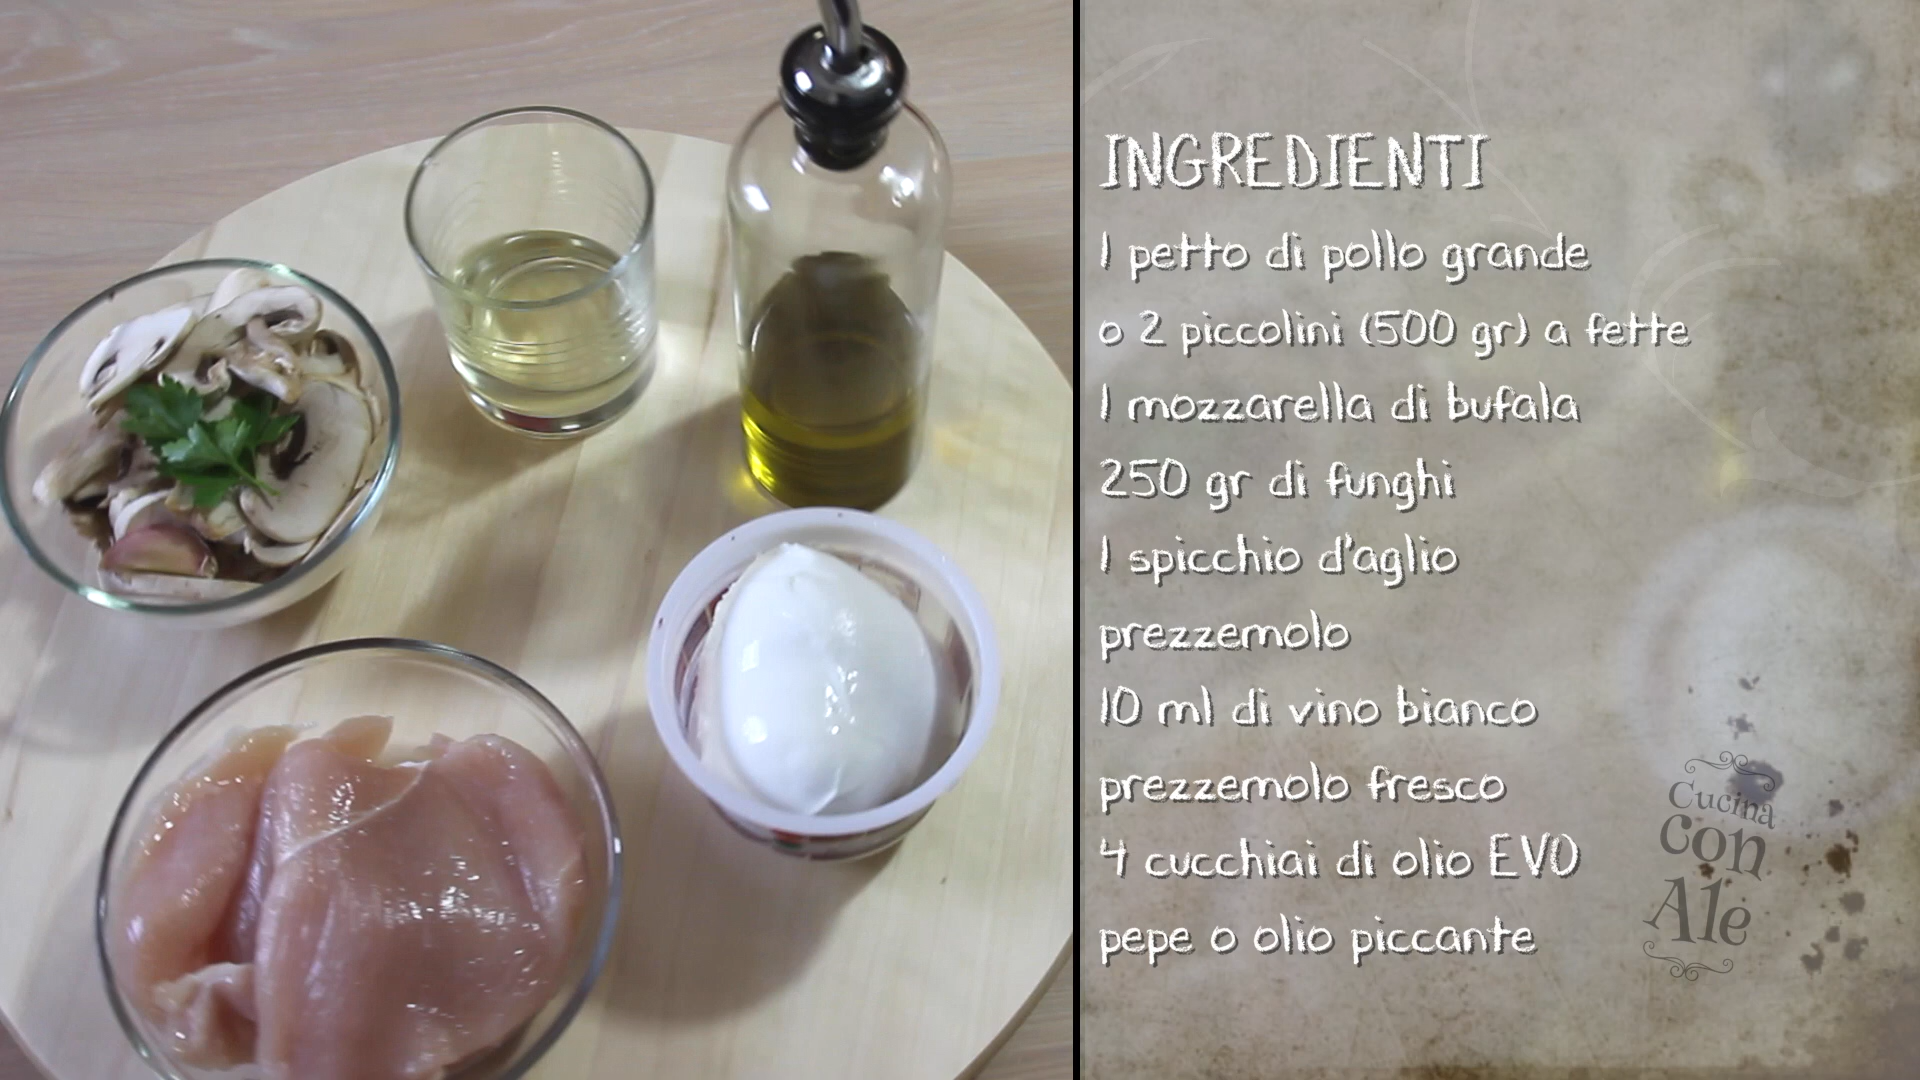 INGREDIENTI
1 petto di pollo grande
o 2 piccolini (500 gr) a fette
1 mozzarella di bufala
250 gr di funghi
1 spicchio d'aglio
prezzemolo
10 ml di vino bianco
prezzemolo fresco
4 cucchiai di olio EVO
pepe o olio piccante
Cucina
con
Ale